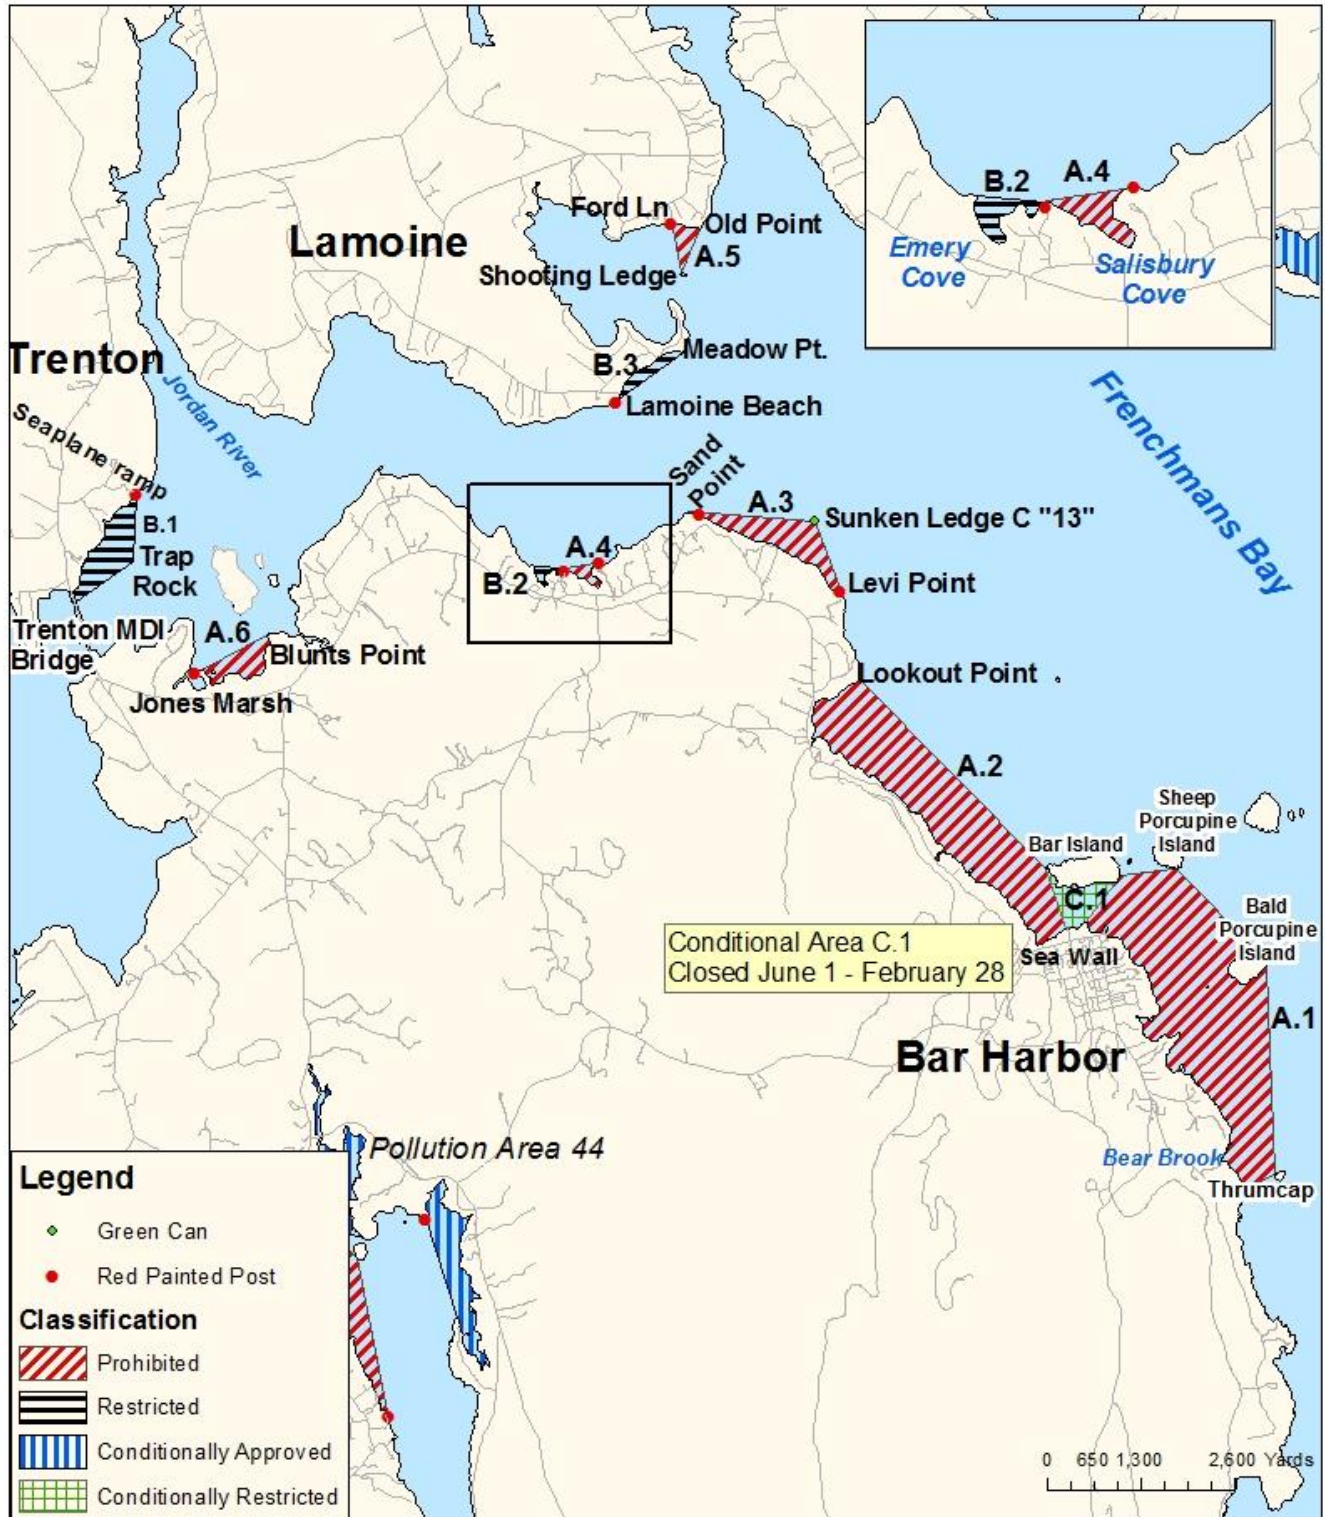 B.2
A.4
Emery
Cove
Salisbury
Cove
Ford Ln
Old Point
Lamoine
A.5
Shooting Ledge
Trenton
B.3
Meadow Pt.
Jordan River
Lamoine Beach
Frenchmans Bay
Seaplane ramp
Sand
Point
A.3
Sunken Ledge C "13"
B.1
Trap
Rock
A.4
B.2
Levi Point
Trenton MDI
Bridge
A.6
Blunts Point
Lookout Point
Jones Marsh
A.2
Sheep
Porcupine
Island
Bar Island
C.1
Bald
Porcupine
Island
Conditional Area C.1
Closed June 1 - February 28
Sea Wall
A.1
Bar Harbor
Pollution Area 44
Bear Brook
Thrumcap
Legend
Green Can
Red Painted Post
Classification
Prohibited
Restricted
Conditionally Approved
Conditionally Restricted
0 650 1,300 2,600 Yards